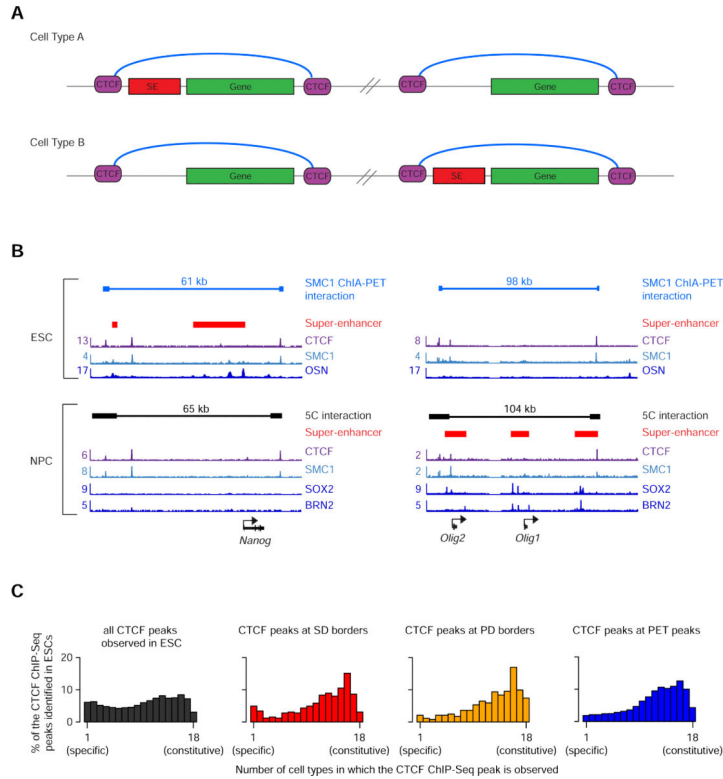 A
Cell Type A
CTCF SE Gene CTCF CTCF Gene CTCF
Cell Type B
CTCF Gene CTCF CTCF SE Gene CTCF
B
ESC
61 kb SMC1 ChIA-PET interaction
Super-enhancer
13 CTCF
4 SMC1
17 OSN
98 kb SMC1 ChIA-PET interaction
Super-enhancer
8 CTCF
4 SMC1
17 OSN
NPC
65 kb 5C interaction
Super-enhancer
6 CTCF
8 SMC1
9 SOX2
5 BRN2
Nanog
104 kb 5C interaction
Super-enhancer
2 CTCF
2 SMC1
9 SOX2
5 BRN2
Olig2 Olig1
C
% of the CTCF ChIP-Seq
peaks identified in ESCs
20
10
0
all CTCF peaks
observed in ESC
1 18
(specific) (constitutive)
CTCF peaks at SD borders
1 18
(specific) (constitutive)
CTCF peaks at PD borders
1 18
(specific) (constitutive)
CTCF peaks at PET peaks
1 18
(specific) (constitutive)
Number of cell types in which the CTCF ChIP-Seq peak is observed